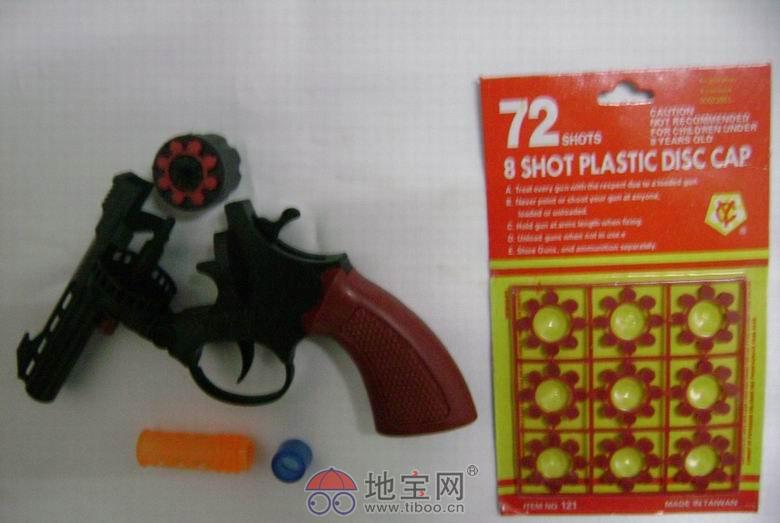 72 SHOTS
CAUTION
NOT RECOMMENDED
FOR CHILDREN UNDER
8 YEARS OLD
8 SHOT PLASTIC DISC CAP
A. Treat every gun with the respect due to a loaded gun.
B. Never point or shoot your gun at anyone,
loaded or unloaded.
C. Hold gun at arms length when firing.
D. Unload guns when not in use.
E. Store Guns, and ammunition separately.
ITEM NO 121
MADE IN TAIWAN
地宝网®
www.tiboo.cn